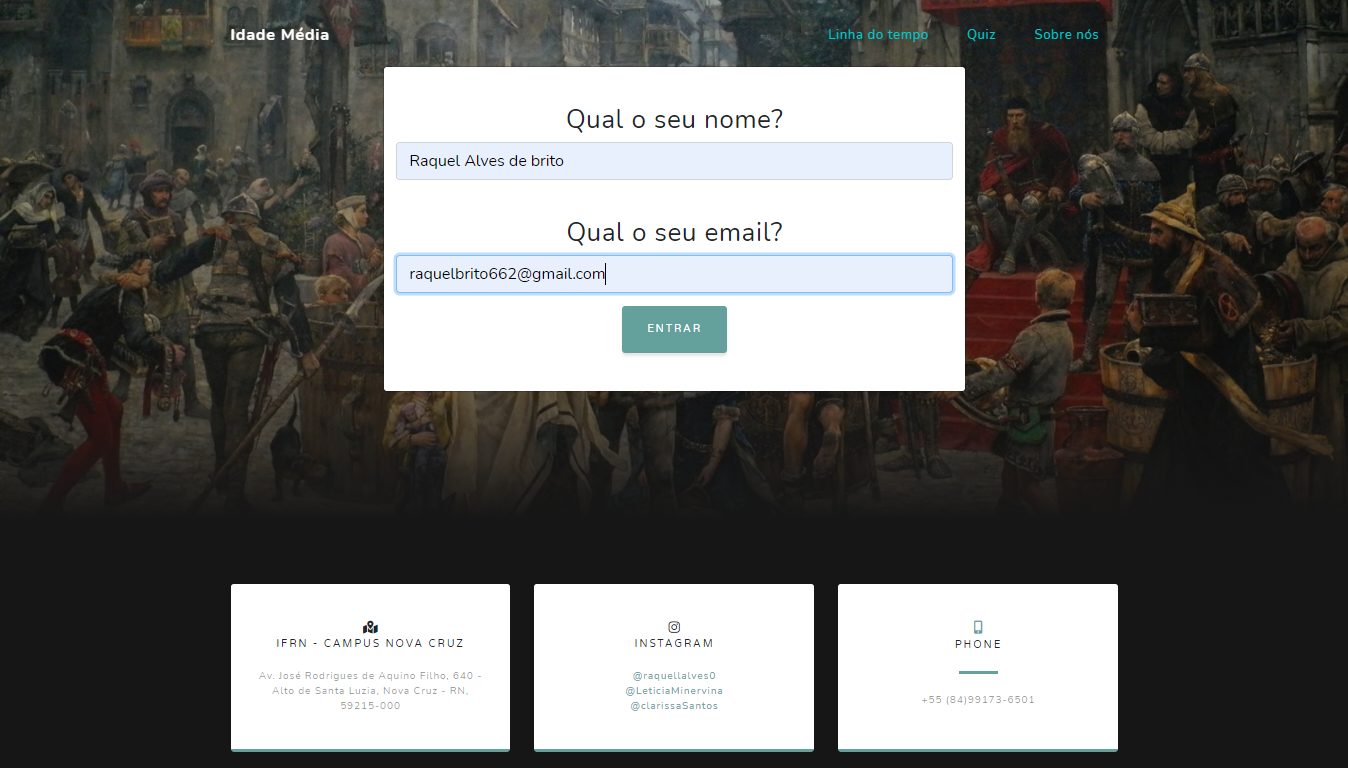 Idade Média
Linha do tempo
Quiz
Sobre nós
Qual o seu nome?
Raquel Alves de brito
Qual o seu email?
raquelbrito662@gmail.com
ENTRAR
IFRN - CAMPUS NOVA CRUZ
Av. José Rodrigues de Aquino Filho, 640 -
Alto de Santa Luzia, Nova Cruz - RN,
59215-000
INSTAGRAM
@raquellalves0
@LeticiaMinervina
@clarissaSantos
PHONE
+55 (84)99173-6501